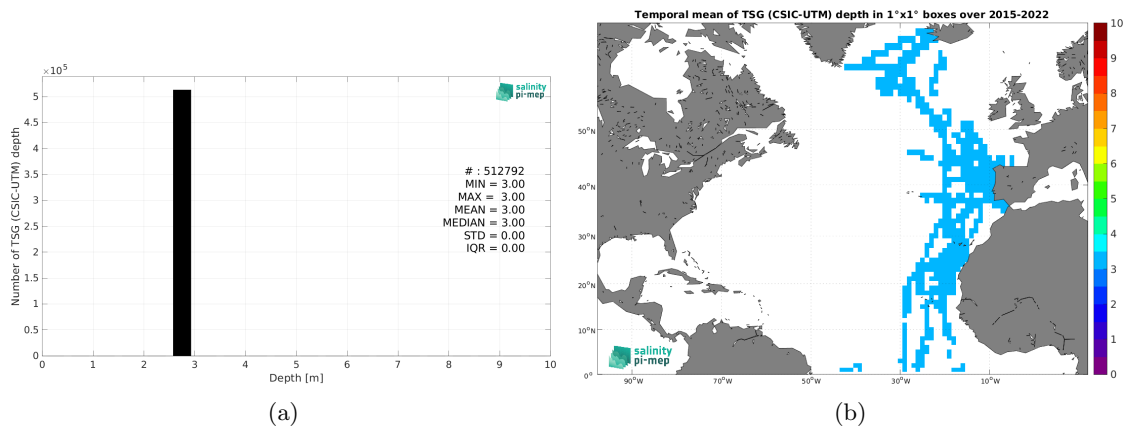 ×10⁵
5
4.5
4
3.5
3
2.5
2
1.5
1
0.5
0
Number of TSG (CSIC-UTM) depth
salinity
pi-mep
# : 512792
MIN = 3.00
MAX = 3.00
MEAN = 3.00
MEDIAN = 3.00
STD = 0.00
IQR = 0.00
0 1 2 3 4 5 6 7 8 9 10
Depth [m]
(a)
Temporal mean of TSG (CSIC-UTM) depth in 1°x1° boxes over 2015-2022
50°N
40°N
30°N
20°N
10°N
0°
salinity
pi-mep
90°W 70°W 50°W 30°W 10°W
10
9
8
7
6
5
4
3
2
1
0
(b)